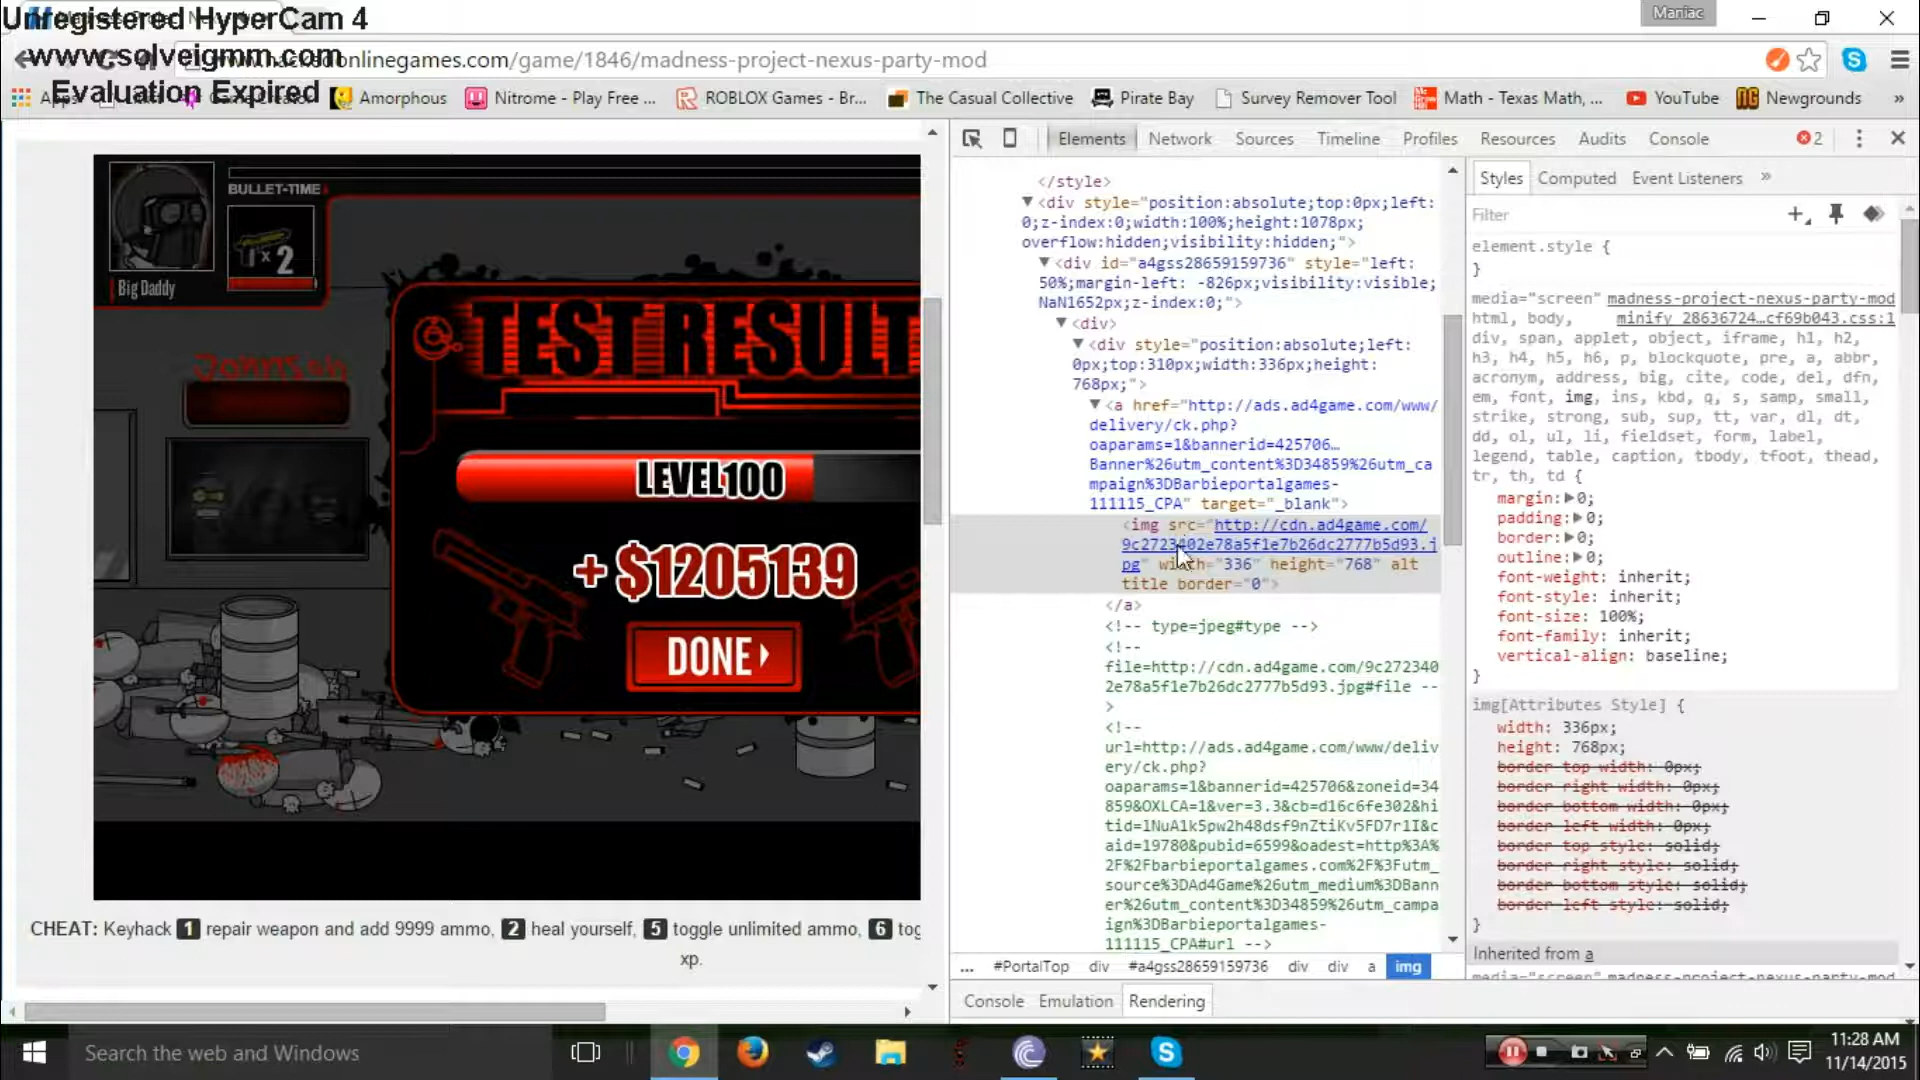 Unregistered HyperCam 4
www.solveigmm.com
Evaluation Expired
Maniac
www.hackedonlinegames.com/game/1846/madness-project-nexus-party-mod
Apps
Game Creator
Amorphous
Nitrome - Play Free ...
ROBLOX Games - Br...
The Casual Collective
Pirate Bay
Survey Remover Tool
Math - Texas Math, ...
YouTube
Newgrounds
»
BULLET-TIME
1 x 2
Big Daddy
Johnson
TEST RESULT
LEVEL100
+ $1205139
DONE
CHEAT: Keyhack 1 repair weapon and add 9999 ammo, 2 heal yourself, 5 toggle unlimited ammo, 6 tog
xp.
Elements Network Sources Timeline Profiles Resources Audits Console 2
</style>
▼<div style="position:absolute;top:0px;left:
0;z-index:0;width:100%;height:1078px;
overflow:hidden;visibility:hidden;">
▼<div id="a4gss28659159736" style="left:
50%;margin-left: -826px;visibility:visible;
NaN1652px;z-index:0;">
▼<div>
▼<div style="position:absolute;left:
0px;top:310px;width:336px;height:
768px;">
▼<a href="http://ads.ad4game.com/www/
delivery/ck.php?
oaparams=1&bannerid=425706…
Banner%26utm_content%3D34859%26utm_ca
mpaign%3DBarbieportalgames-
111115_CPA" target="_blank">
<img src="http://cdn.ad4game.com/
9c2723402e78a5f1e7b26dc2777b5d93.j
pg" width="336" height="768" alt
title border="0">
</a>
<!-- type=jpeg#type -->
<!--
file=http://cdn.ad4game.com/9c272340
2e78a5f1e7b26dc2777b5d93.jpg#file --
>
<!--
url=http://ads.ad4game.com/www/deliv
ery/ck.php?
oaparams=1&bannerid=425706&zoneid=34
859&OXLCA=1&ver=3.3&cb=d16c6fe302&hi
tid=lNuA1k5pw2h48dsf9nZtiKv5FD7r1I&c
aid=19780&pubid=6599&oadest=http%3A%
2F%2Fbarbieportalgames.com%2F%3Futm_
source%3DAd4Game%26utm_medium%3DBann
er%26utm_content%3D34859%26utm_campa
ign%3DBarbieportalgames-
111115_CPA#url -->
... #PortalTop div #a4gss28659159736 div div a img
Console Emulation Rendering
Styles Computed Event Listeners »
Filter
element.style {
}
media="screen" madness-project-nexus-party-mod
html, body, minify_28636724…cf69b043.css:1
div, span, applet, object, iframe, h1, h2,
h3, h4, h5, h6, p, blockquote, pre, a, abbr,
acronym, address, big, cite, code, del, dfn,
em, font, img, ins, kbd, q, s, samp, small,
strike, strong, sub, sup, tt, var, dl, dt,
dd, ol, ul, li, fieldset, form, label,
legend, table, caption, tbody, tfoot, thead,
tr, th, td {
margin:▶0;
padding:▶0;
border:▶0;
outline:▶0;
font-weight: inherit;
font-style: inherit;
font-size: 100%;
font-family: inherit;
vertical-align: baseline;
}
img[Attributes Style] {
width: 336px;
height: 768px;
border-top-width: 0px;
border-right-width: 0px;
border-bottom-width: 0px;
border-left-width: 0px;
border-top-style: solid;
border-right-style: solid;
border-bottom-style: solid;
border-left-style: solid;
}
Inherited from a
media="screen" madness-project-nexus-party-mod
Search the web and Windows
11:28 AM
11/14/2015